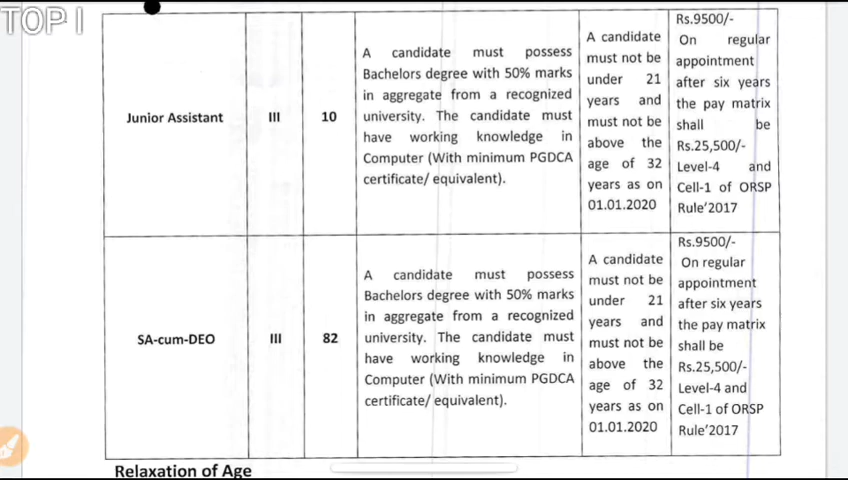 TOP I
Junior Assistant
III
10
A candidate must possess
Bachelors degree with 50% marks
in aggregate from a recognized
university. The candidate must
have working knowledge in
Computer (With minimum PGDCA
certificate/ equivalent).
A candidate
must not be
under 21
years and
must not be
above the
age of 32
years as on
01.01.2020
Rs.9500/-
On regular
appointment
after six years
the pay matrix
shall be
Rs.25,500/-
Level-4 and
Cell-1 of ORSP
Rule'2017
SA-cum-DEO
III
82
A candidate must possess
Bachelors degree with 50% marks
in aggregate from a recognized
university. The candidate must
have working knowledge in
Computer (With minimum PGDCA
certificate/ equivalent).
A candidate
must not be
under 21
years and
must not be
above the
age of 32
years as on
01.01.2020
Rs.9500/-
On regular
appointment
after six years
the pay matrix
shall be
Rs.25,500/-
Level-4 and
Cell-1 of ORSP
Rule'2017
Relaxation of Age